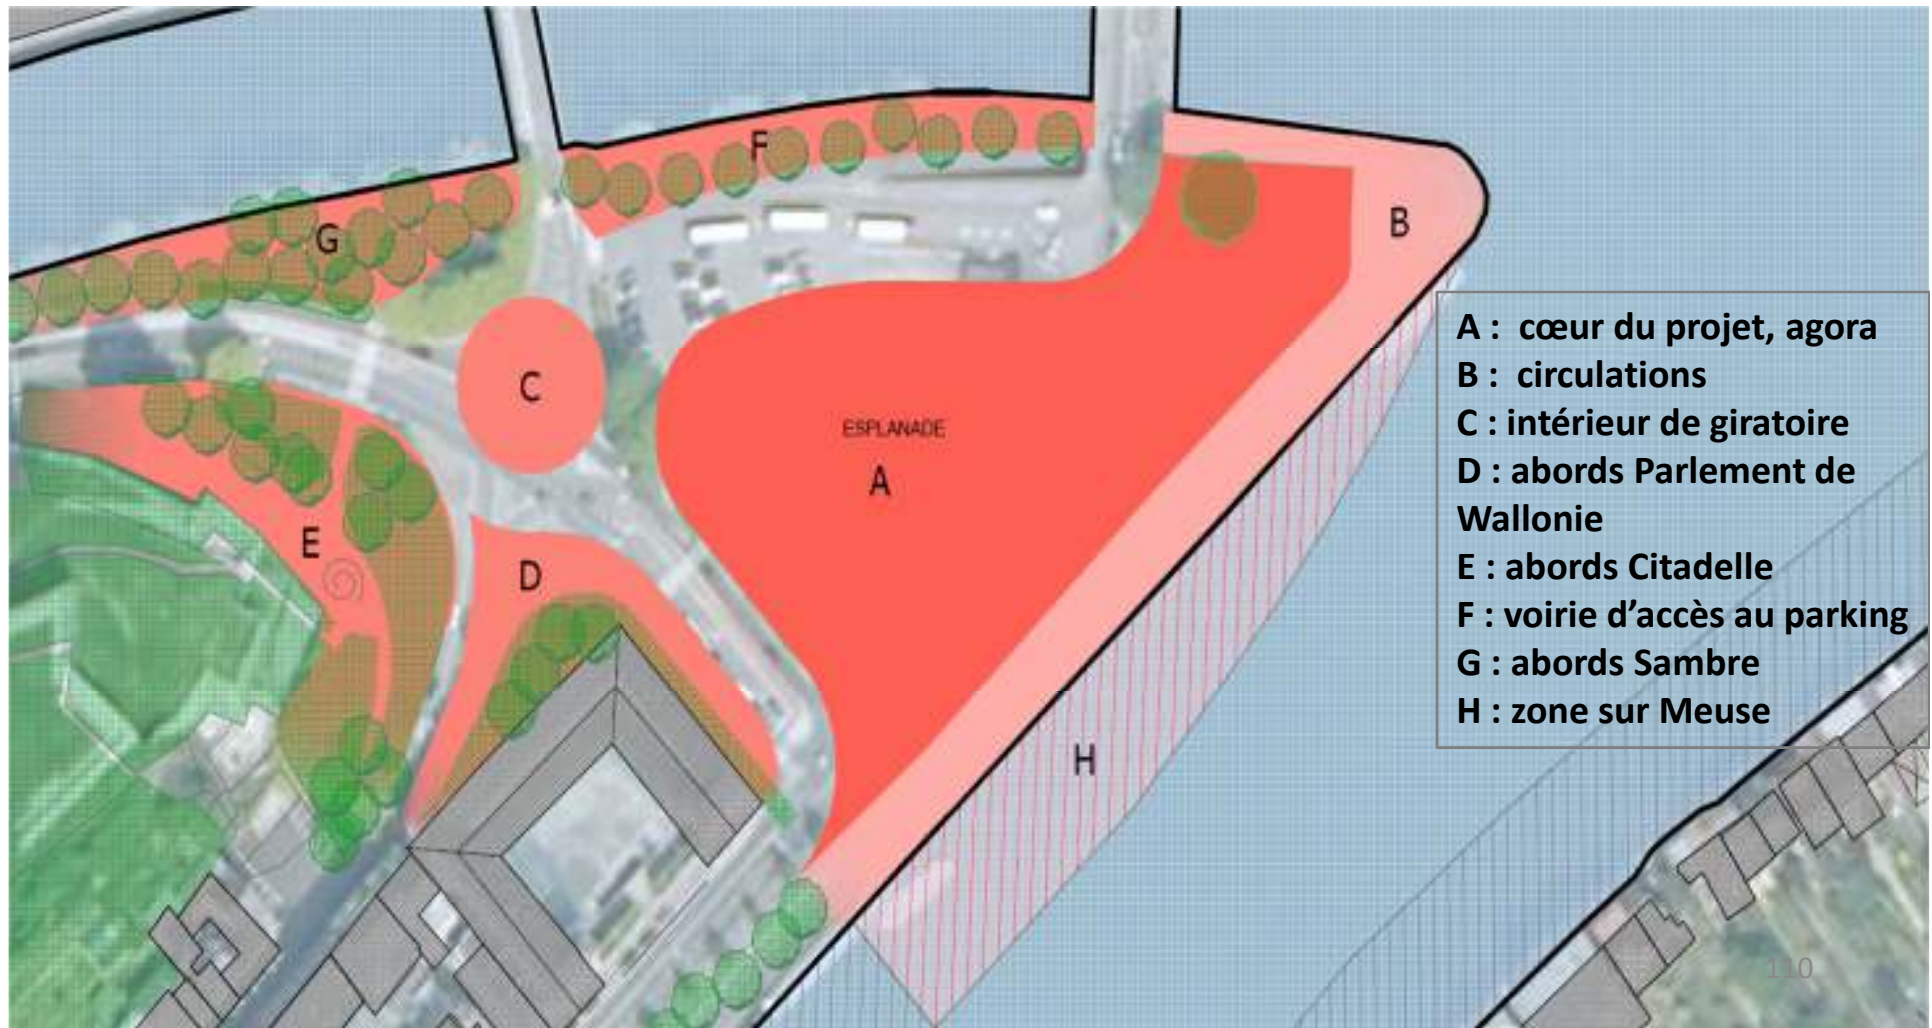 F
B
G
C
ESPLANADE
A
E
D
H
A : cœur du projet, agora
B : circulations
C : intérieur de giratoire
D : abords Parlement de
Wallonie
E : abords Citadelle
F : voirie d’accès au parking
G : abords Sambre
H : zone sur Meuse
110